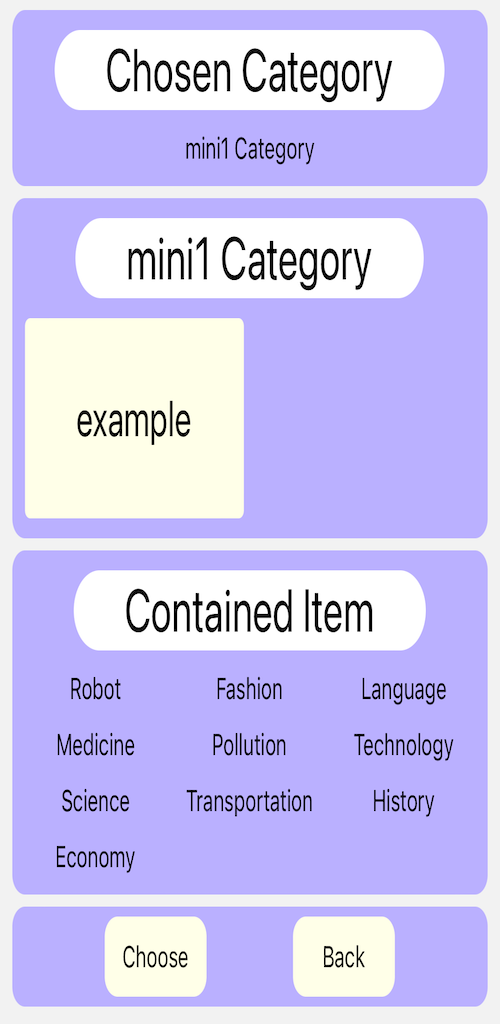 Chosen Category
mini1 Category
mini1 Category
example
Contained Item
Robot Fashion Language
Medicine Pollution Technology
Science Transportation History
Economy
Choose Back